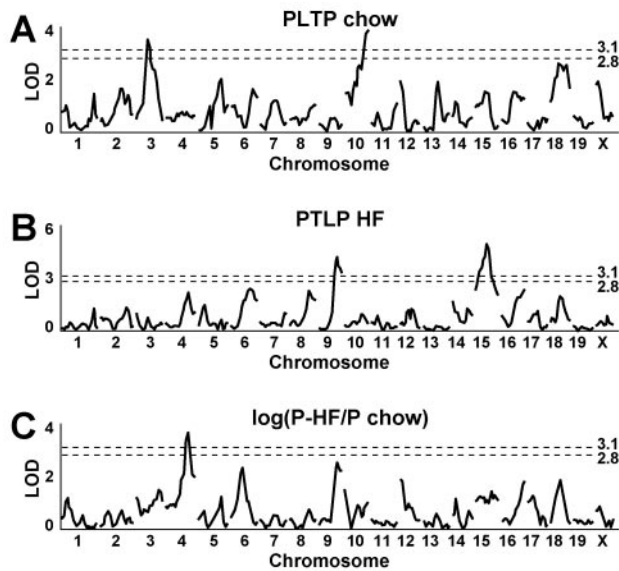 A
PLTP chow
4
2
0
LOD
3.1
2.8
1 2 3 4 5 6 7 8 9 10 11 12 13 14 15 16 17 18 19 X
Chromosome
B
PTLP HF
6
3
0
LOD
3.1
2.8
1 2 3 4 5 6 7 8 9 10 11 12 13 14 15 16 17 18 19 X
Chromosome
C
log(P-HF/P chow)
4
2
0
LOD
3.1
2.8
1 2 3 4 5 6 7 8 9 10 11 12 13 14 15 16 17 18 19 X
Chromosome